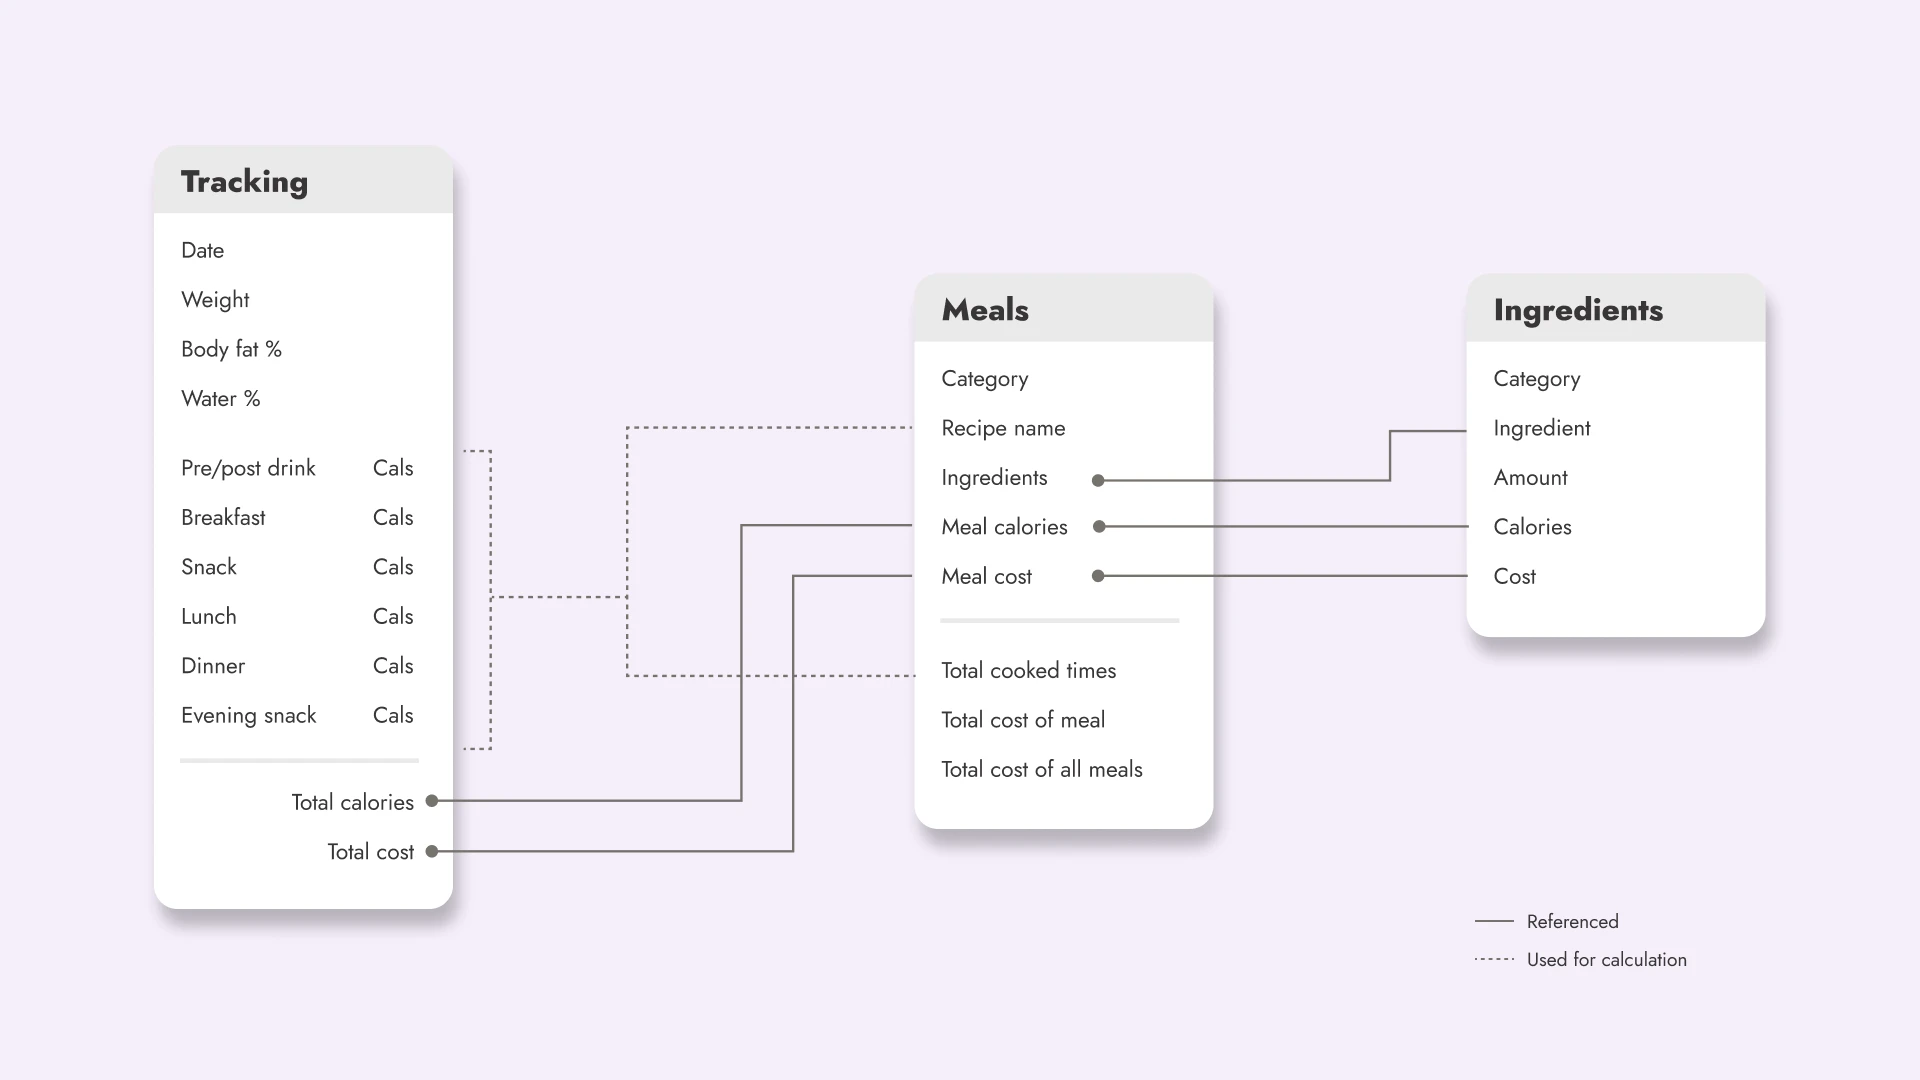 Tracking
Date
Weight
Body fat %
Water %
Pre/post drink Cals
Breakfast Cals
Snack Cals
Lunch Cals
Dinner Cals
Evening snack Cals
Total calories
Total cost
Meals
Category
Recipe name
Ingredients
Meal calories
Meal cost
Total cooked times
Total cost of meal
Total cost of all meals
Ingredients
Category
Ingredient
Amount
Calories
Cost
Referenced
Used for calculation